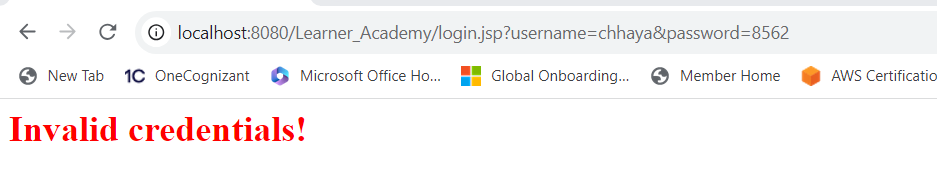 localhost:8080/Learner_Academy/login.jsp?username=chhaya&password=8562
New Tab 1C OneCognizant Microsoft Office Ho... Global Onboarding... Member Home AWS Certificatio
Invalid credentials!